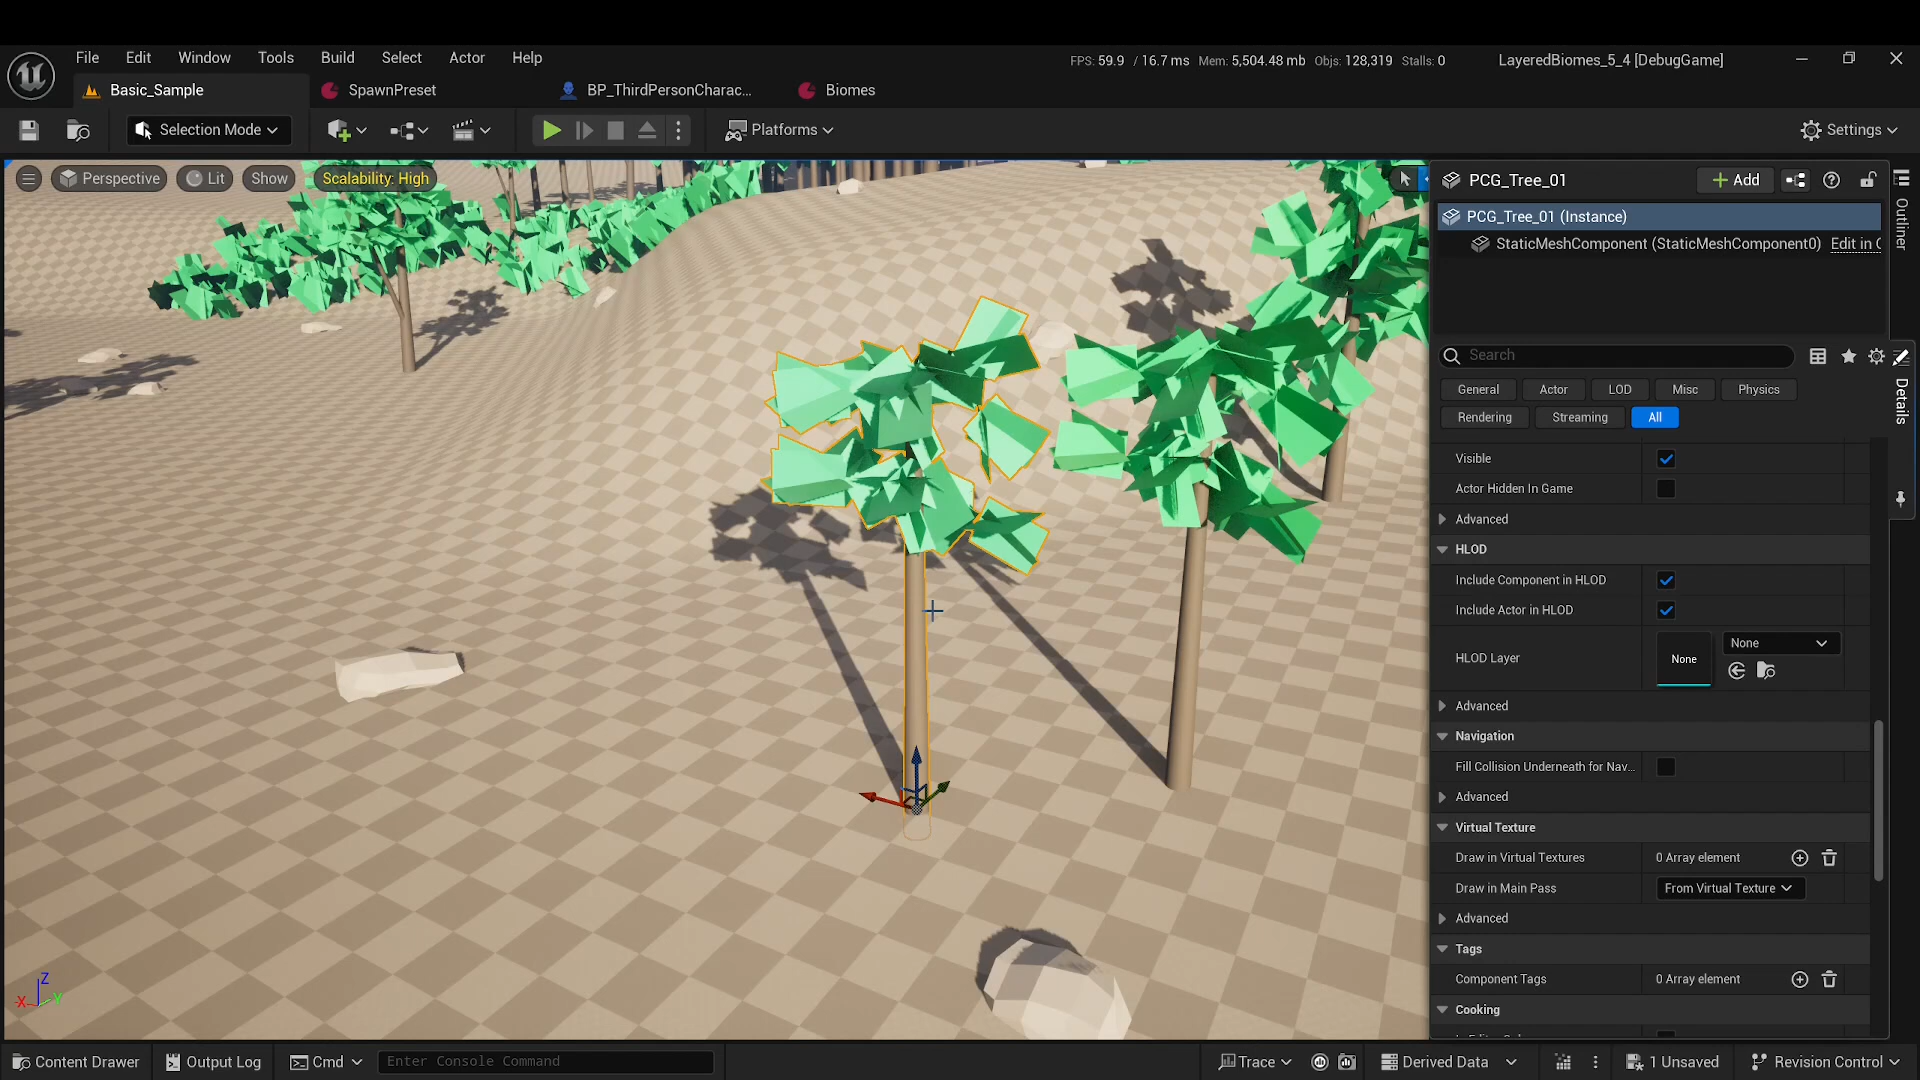 File Edit Window Tools Build Select Actor Help
FPS: 59.9 / 16.7 ms Mem: 5,504.48 mb Objs: 128,319 Stalls: 0
LayeredBiomes_5_4 [DebugGame]
Basic_Sample SpawnPreset BP_ThirdPersonCharac... Biomes
Selection Mode Platforms Settings
Perspective Lit Show Scalability: High
PCG_Tree_01 + Add
PCG_Tree_01 (Instance)
StaticMeshComponent (StaticMeshComponent0) Edit in C
Outliner
Search
Details
General Actor LOD Misc Physics
Rendering Streaming All
Visible
Actor Hidden In Game
Advanced
HLOD
Include Component in HLOD
Include Actor in HLOD
HLOD Layer None None
Advanced
Navigation
Fill Collision Underneath for Nav...
Advanced
Virtual Texture
Draw in Virtual Textures 0 Array element
Draw in Main Pass From Virtual Texture
Advanced
Tags
Component Tags 0 Array element
Cooking
Z
X Y
Content Drawer Output Log Cmd Enter Console Command Trace Derived Data 1 Unsaved Revision Control